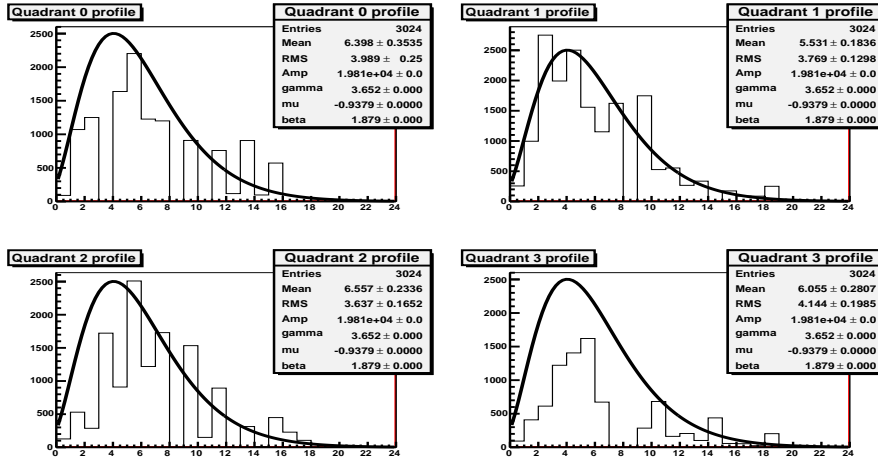 Quadrant 0 profile
Quadrant 0 profile
Entries 3024
Mean 6.398 ± 0.3535
RMS 3.989 ± 0.25
Amp 1.981e+04 ± 0.0
gamma 3.652 ± 0.000
mu -0.9379 ± 0.0000
beta 1.879 ± 0.000
2500
2000
1500
1000
500
0
0 2 4 6 8 10 12 14 16 18 20 22 24
Quadrant 1 profile
Quadrant 1 profile
Entries 3024
Mean 5.531 ± 0.1836
RMS 3.769 ± 0.1298
Amp 1.981e+04 ± 0.0
gamma 3.652 ± 0.000
mu -0.9379 ± 0.0000
beta 1.879 ± 0.000
2500
2000
1500
1000
500
0
0 2 4 6 8 10 12 14 16 18 20 22 24
Quadrant 2 profile
Quadrant 2 profile
Entries 3024
Mean 6.557 ± 0.2336
RMS 3.637 ± 0.1652
Amp 1.981e+04 ± 0.0
gamma 3.652 ± 0.000
mu -0.9379 ± 0.0000
beta 1.879 ± 0.000
2500
2000
1500
1000
500
0
0 2 4 6 8 10 12 14 16 18 20 22 24
Quadrant 3 profile
Quadrant 3 profile
Entries 3024
Mean 6.055 ± 0.2807
RMS 4.144 ± 0.1985
Amp 1.981e+04 ± 0.0
gamma 3.652 ± 0.000
mu -0.9379 ± 0.0000
beta 1.879 ± 0.000
2500
2000
1500
1000
500
0
0 2 4 6 8 10 12 14 16 18 20 22 24